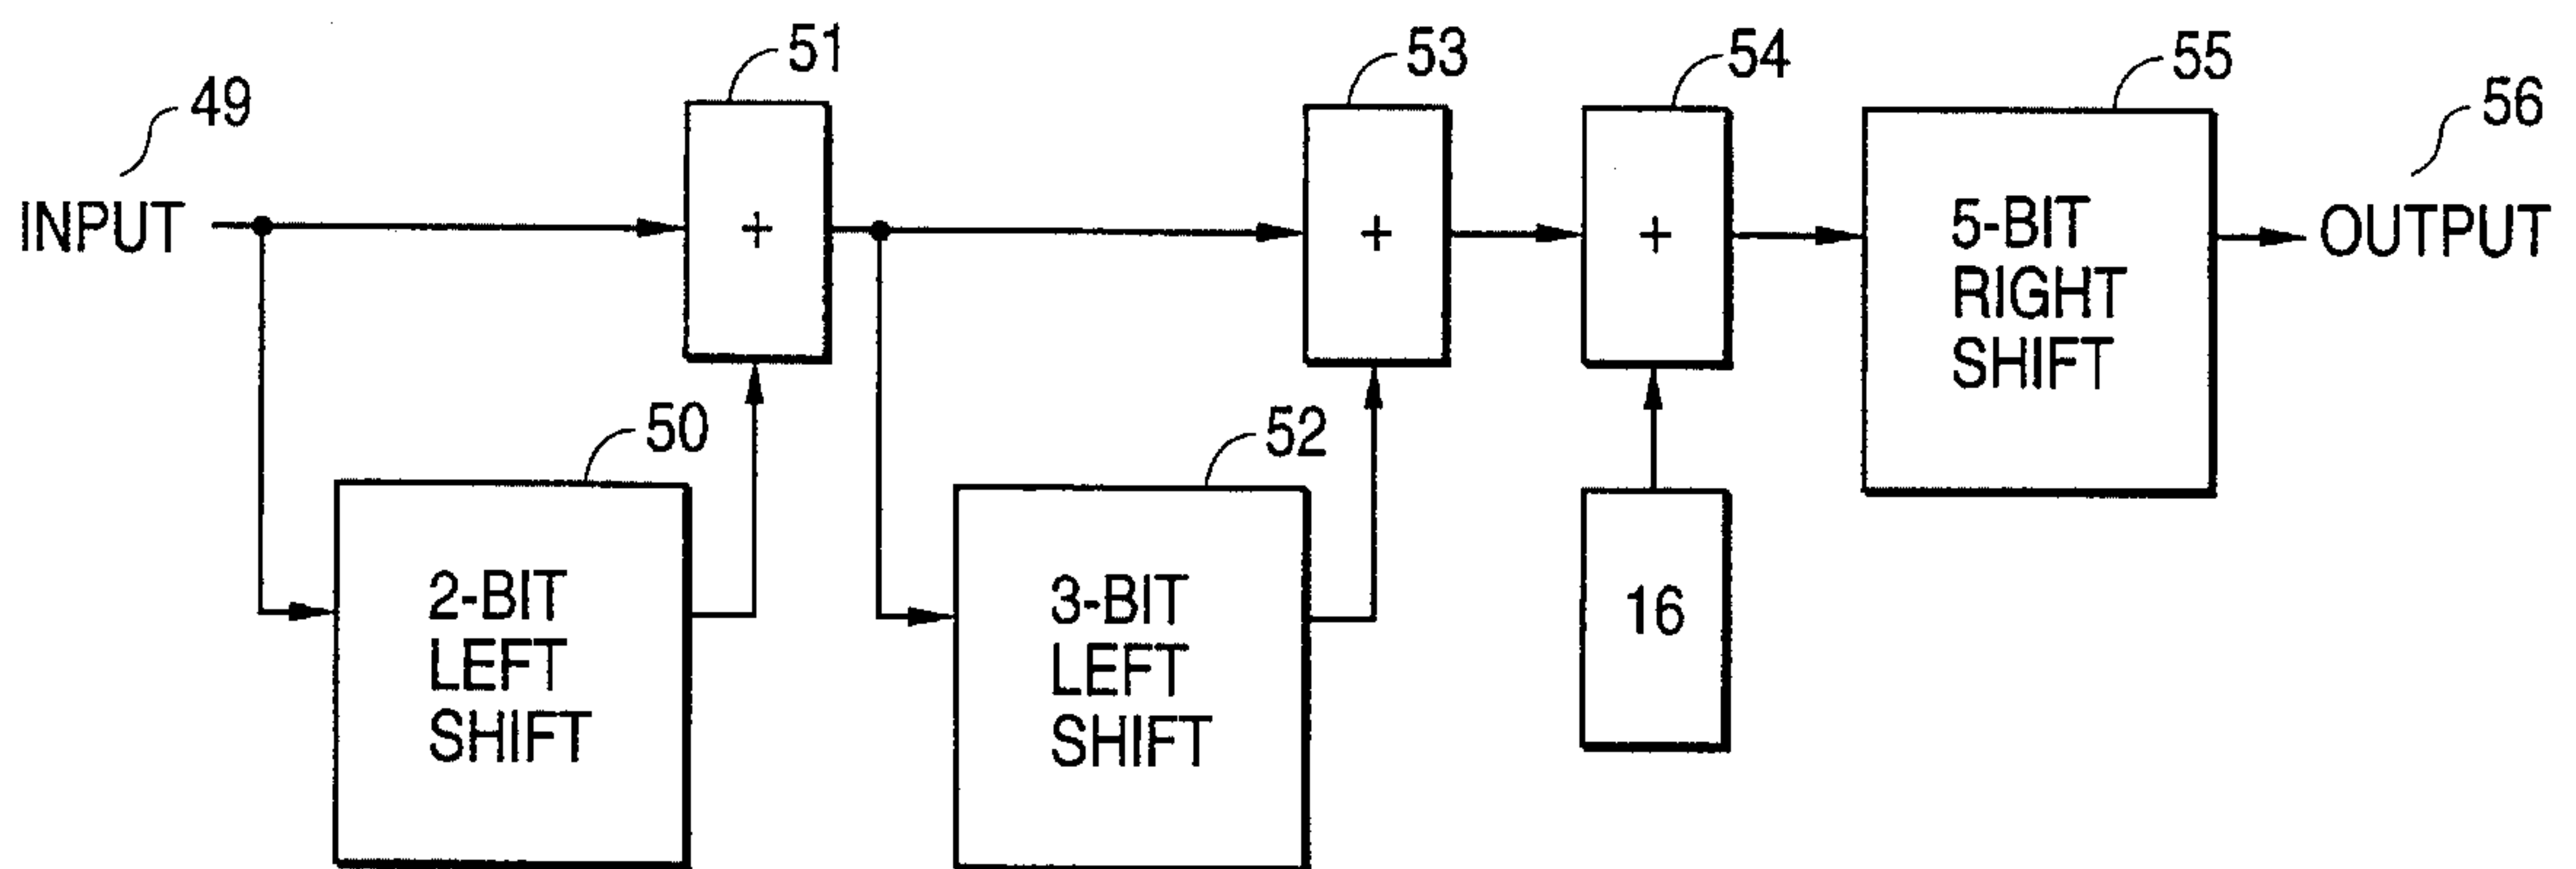 51
53
54
55
56
49
INPUT
+
+
+
5-BIT
RIGHT
SHIFT
OUTPUT
50
52
2-BIT
LEFT
SHIFT
3-BIT
LEFT
SHIFT
16